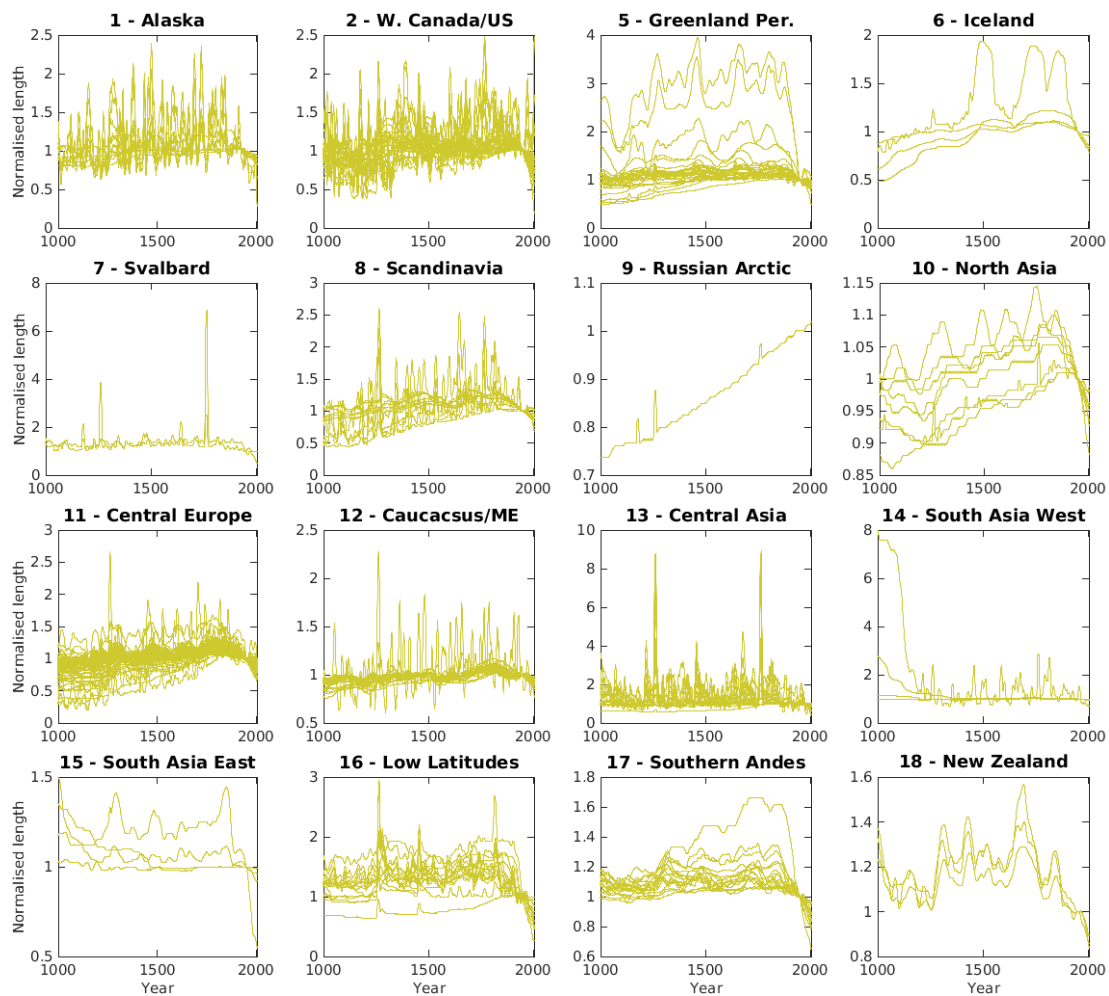 1 - Alaska
2 - W. Canada/US
5 - Greenland Per.
6 - Iceland
Normalised length
2.5
2
1.5
1
0.5
0
1000 1500 2000
2.5
2
1.5
1
0.5
0
1000 1500 2000
4
3
2
1
0
1000 1500 2000
2
1.5
1
0.5
0
1000 1500 2000
7 - Svalbard
8 - Scandinavia
9 - Russian Arctic
10 - North Asia
Normalised length
8
6
4
2
0
1000 1500 2000
3
2.5
2
1.5
1
0.5
0
1000 1500 2000
1.1
1
0.9
0.8
0.7
1000 1500 2000
1.15
1.1
1.05
1
0.95
0.9
0.85
1000 1500 2000
11 - Central Europe
12 - Caucacsus/ME
13 - Central Asia
14 - South Asia West
Normalised length
3
2.5
2
1.5
1
0.5
0
1000 1500 2000
2.5
2
1.5
1
0.5
1000 1500 2000
10
8
6
4
2
0
1000 1500 2000
8
6
4
2
0
1000 1500 2000
15 - South Asia East
16 - Low Latitudes
17 - Southern Andes
18 - New Zealand
Normalised length
1.5
1
0.5
1000 1500 2000
Year
3
2
1
0
1000 1500 2000
Year
1.8
1.6
1.4
1.2
1
0.8
0.6
1000 1500 2000
Year
1.6
1.4
1.2
1
0.8
1000 1500 2000
Year